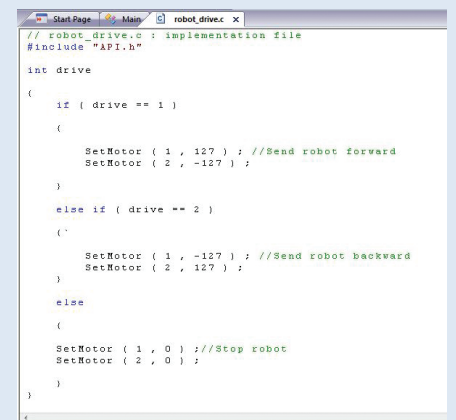 Start Page Main robot_drive.c x
// robot_drive.c : implementation file
#include "API.h"
int drive
{
if ( drive == 1 )
{
SetMotor ( 1 , 127 ) ; //Send robot forward
SetMotor ( 2 , -127 ) ;
}
else if ( drive == 2 )
{`
SetMotor ( 1 , -127 ) ; //Send robot backward
SetMotor ( 2 , 127 ) ;
}
else
{
SetMotor ( 1 , 0 ) ;//Stop robot
SetMotor ( 2 , 0 ) ;
}
}